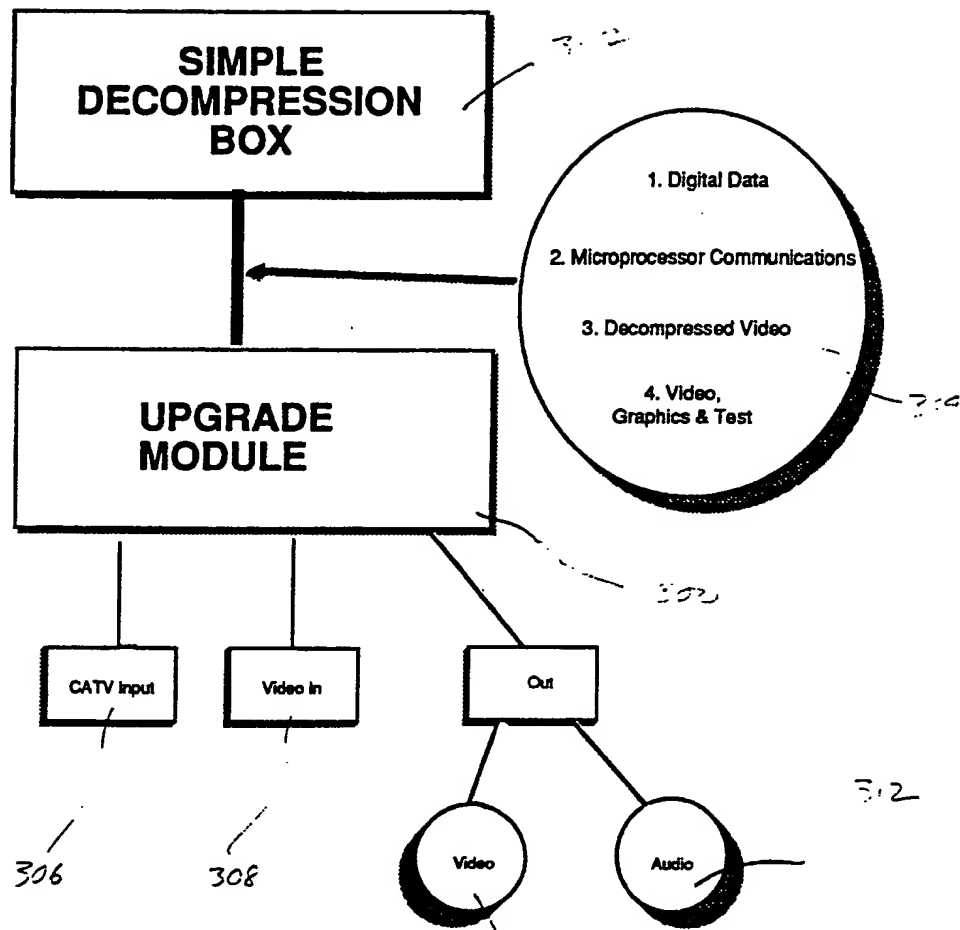 SIMPLE
DECOMPRESSION
BOX
1. Digital Data
2. Microprocessor Communications
3. Decompressed Video
4. Video,
Graphics & Test
UPGRADE
MODULE
CATV Input
Video In
Out
306
308
312
Video
Audio